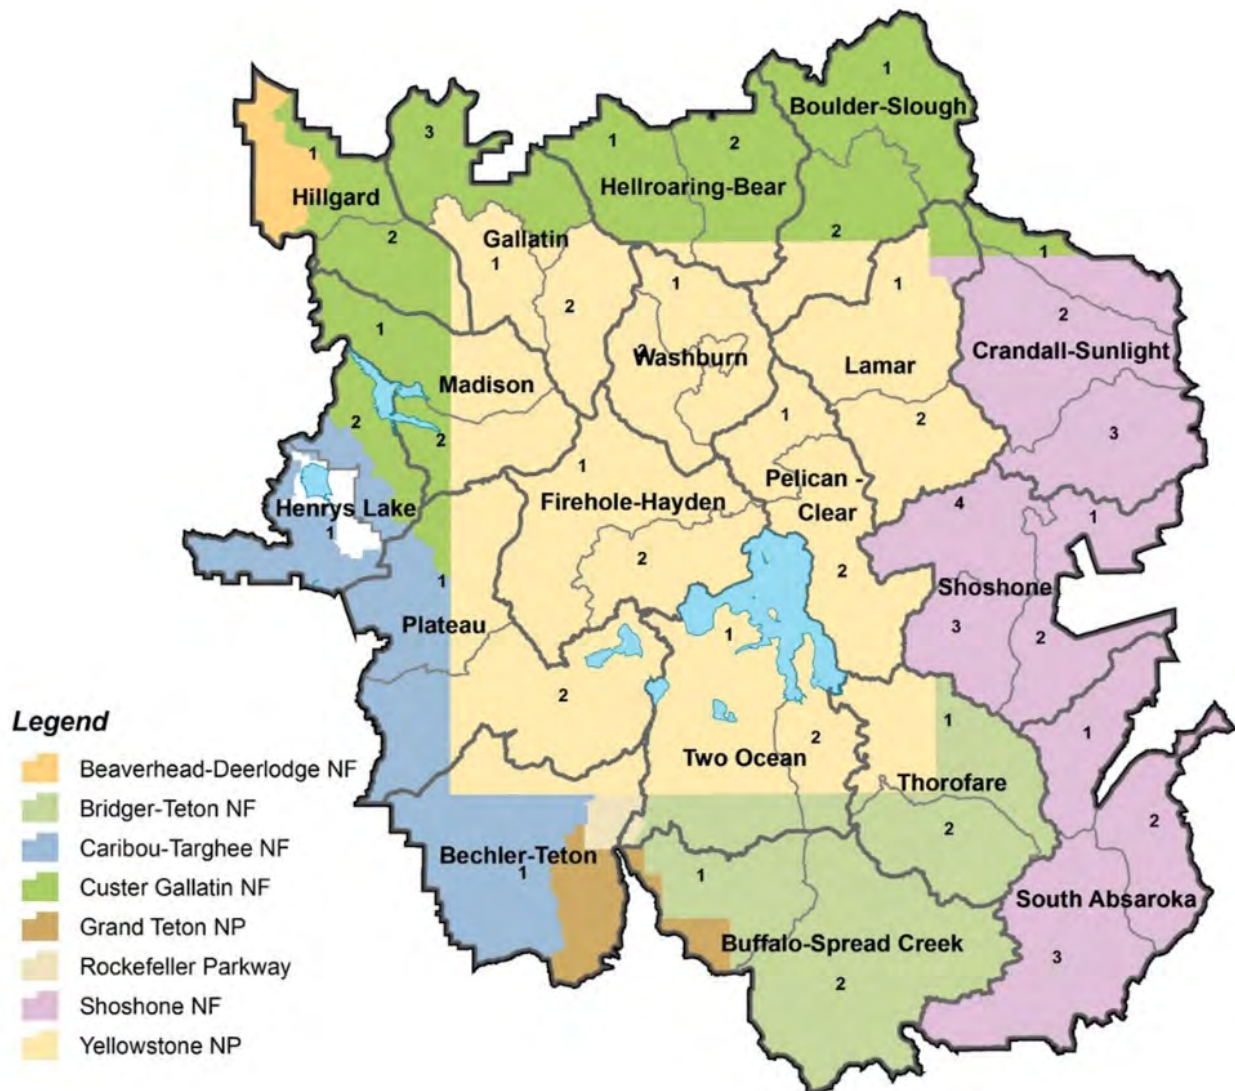 1
Boulder-Slough
3
1
2
1
Hillgard
Hellroaring-Bear
2
Gallatin
2
1
1
1
2
1
2
1
2
Washburn
Crandall-Sunlight
Madison
Lamar
2
2
1
2
3
1
Firehole-Hayden
Pelican -
Clear
Henrys Lake
1
4
1
2
2
1
Shoshone
Plateau
1
3
2
2
1
1
2
Two Ocean
Thorofare
2
2
Bechler-Teton
1
1
South Absaroka
Buffalo-Spread Creek
2
3
Legend
Beaverhead-Deerlodge NF
Bridger-Teton NF
Caribou-Targhee NF
Custer Gallatin NF
Grand Teton NP
Rockefeller Parkway
Shoshone NF
Yellowstone NP